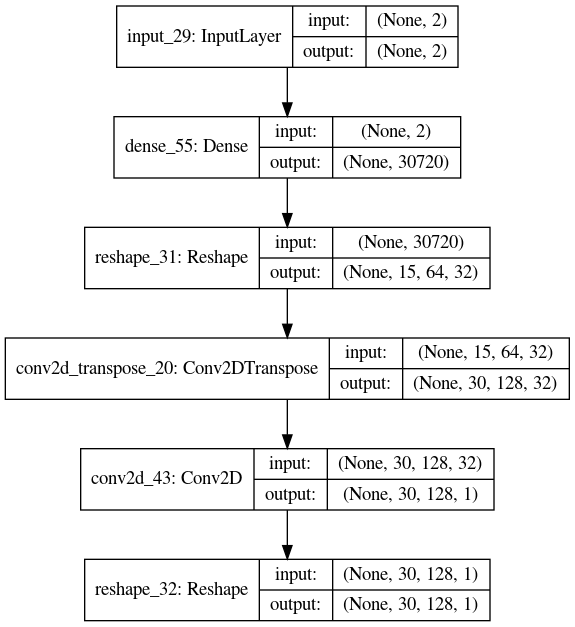 input_29: InputLayer
input: (None, 2)
output: (None, 2)
dense_55: Dense
input: (None, 2)
output: (None, 30720)
reshape_31: Reshape
input: (None, 30720)
output: (None, 15, 64, 32)
conv2d_transpose_20: Conv2DTranspose
input: (None, 15, 64, 32)
output: (None, 30, 128, 32)
conv2d_43: Conv2D
input: (None, 30, 128, 32)
output: (None, 30, 128, 1)
reshape_32: Reshape
input: (None, 30, 128, 1)
output: (None, 30, 128, 1)